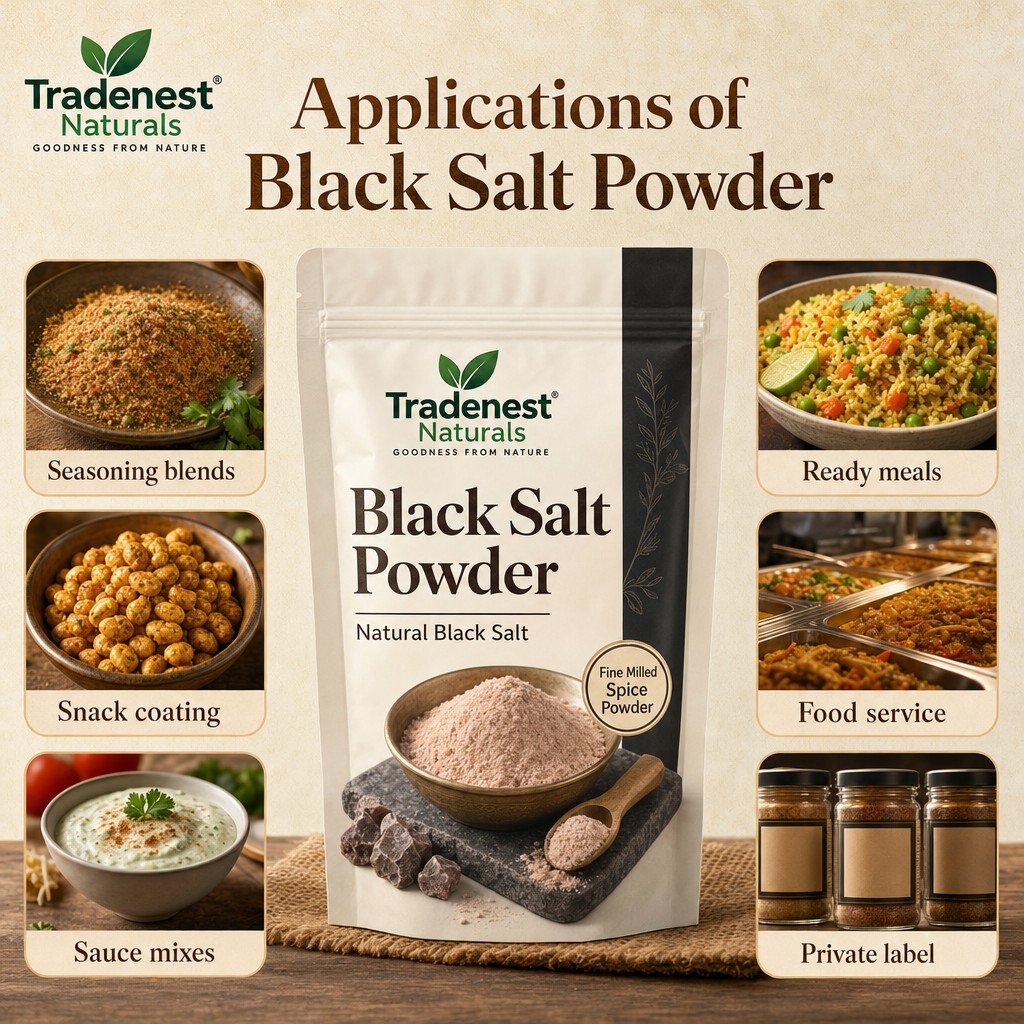 Tradenest®
Naturals
GOODNESS FROM NATURE
Applications of
Black Salt Powder
Seasoning blends
Snack coating
Sauce mixes
Tradenest®
Naturals
GOODNESS FROM NATURE
Black Salt
Powder
Natural Black Salt
Fine Milled
Spice
Powder
Ready meals
Food service
Private label